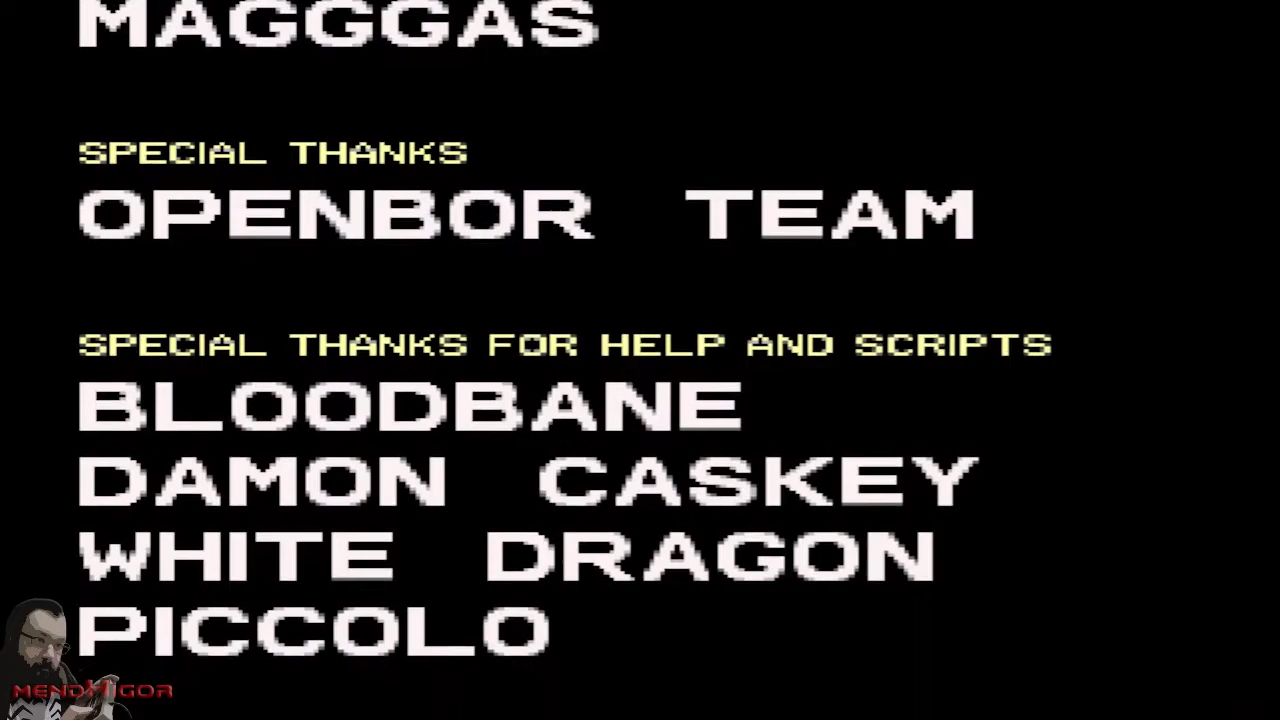 MAGGGAS
SPECIAL THANKS
OPENBOR TEAM
SPECIAL THANKS FOR HELP AND SCRIPTS
BLOODBANE
DAMON CASKEY
WHITE DRAGON
PICCOLO
MENDHIGOR